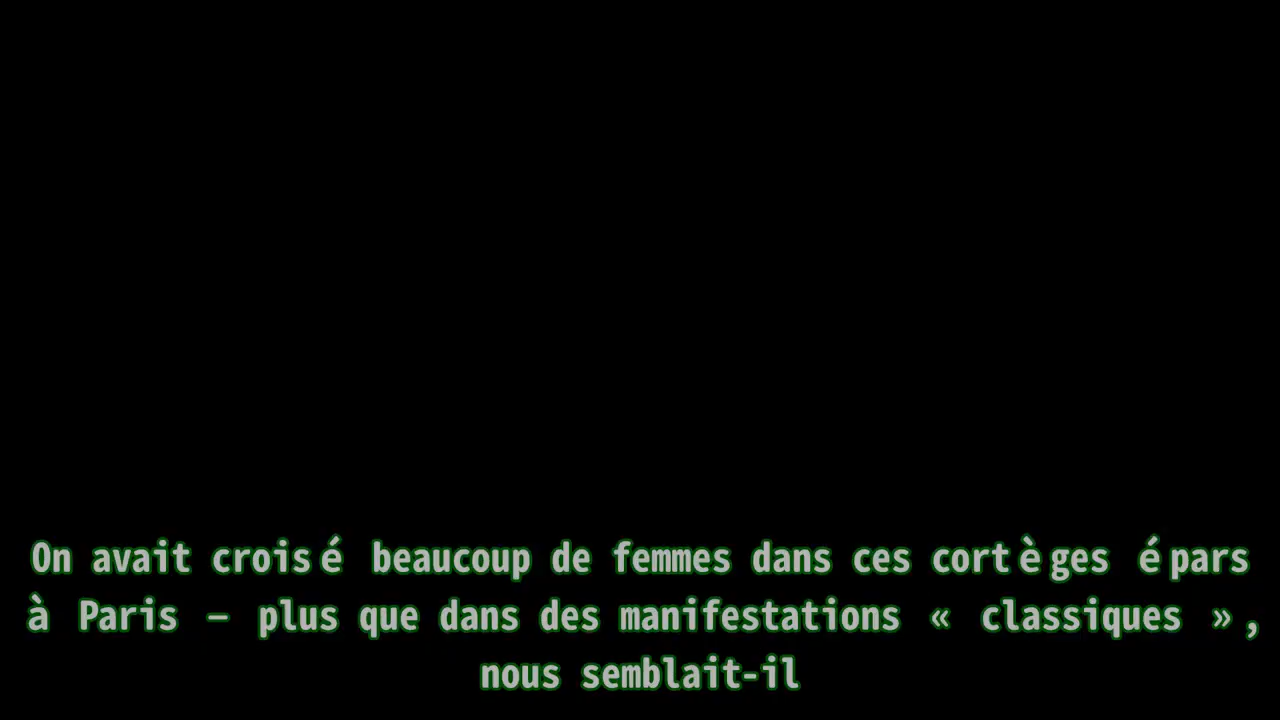 On avait croisé beaucoup de femmes dans ces cortèges épars
à Paris – plus que dans des manifestations « classiques »,
nous semblait-il